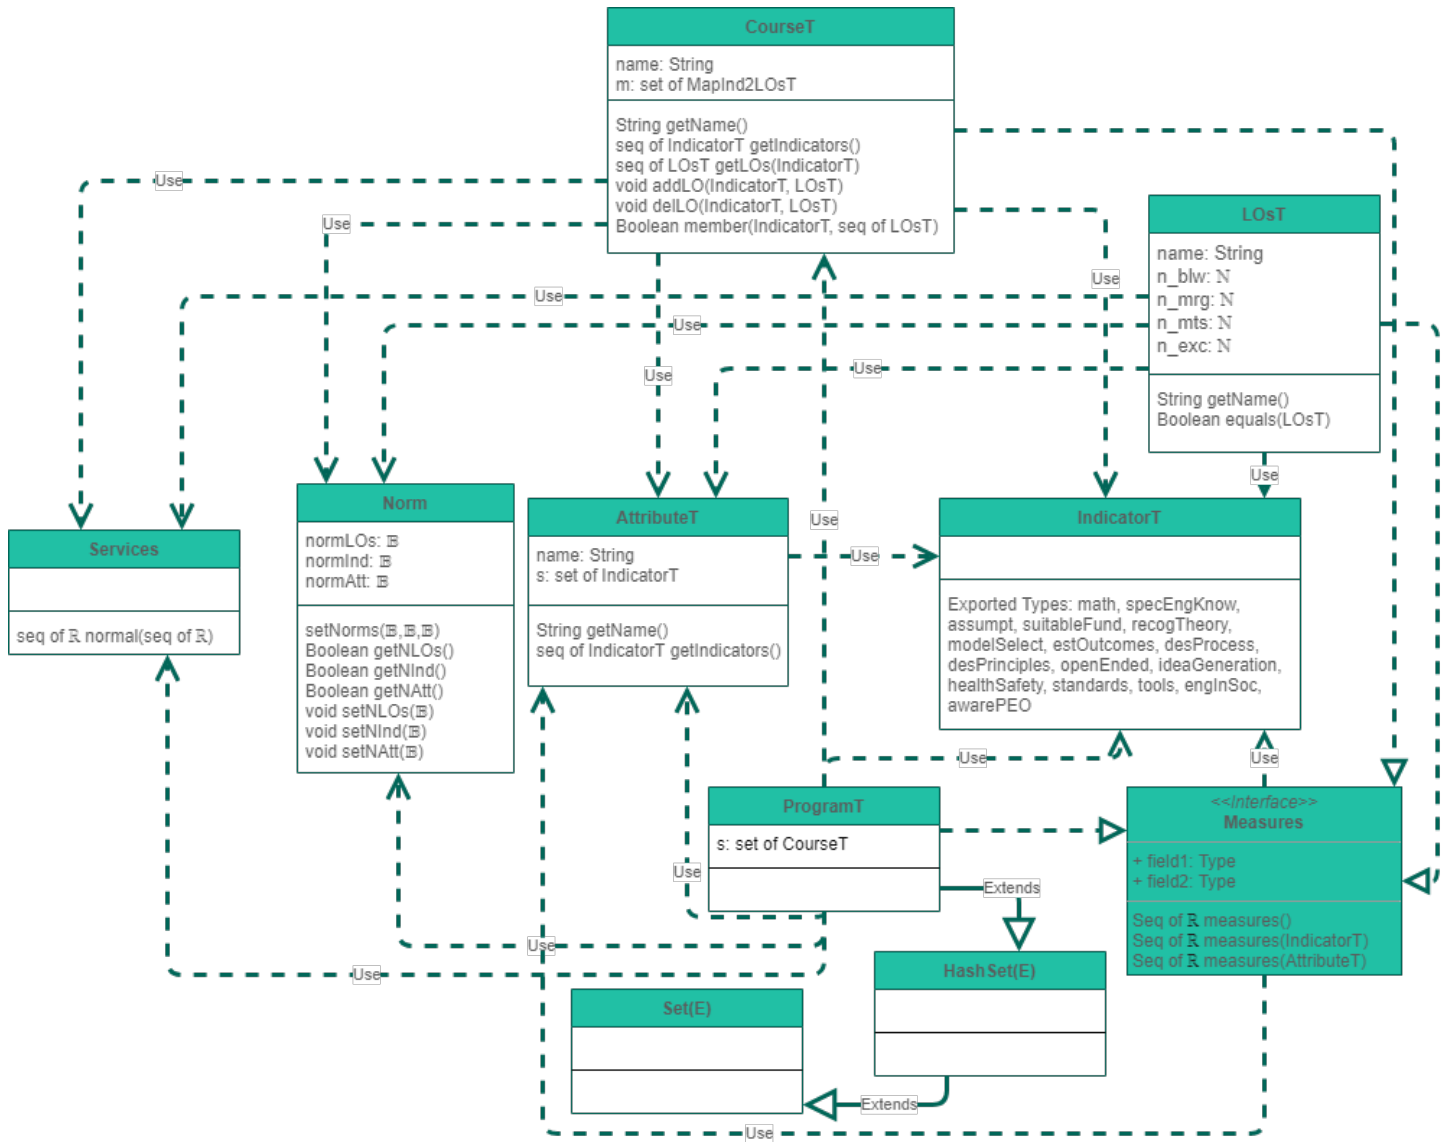 CourseT
name: String
m: set of MapInd2LOsT
String getName()
seq of IndicatorT getIndicators()
seq of LOsT getLOs(IndicatorT)
void addLO(IndicatorT, LOsT)
void delLO(IndicatorT, LOsT)
Boolean member(IndicatorT, seq of LOsT)
Use
Use
Use
Use
LOsT
name: String
n_blw: ℕ
n_mrg: ℕ
n_mts: ℕ
n_exc: ℕ
String getName()
Boolean equals(LOsT)
Use
Use
Use
Use
Services
seq of ℝ normal(seq of ℝ)
Norm
normLOs: 𝔹
normInd: 𝔹
normAtt: 𝔹
setNorms(𝔹,𝔹,𝔹)
Boolean getNLOs()
Boolean getNInd()
Boolean getNAtt()
void setNLOs(𝔹)
void setNInd(𝔹)
void setNAtt(𝔹)
AttributeT
name: String
s: set of IndicatorT
String getName()
seq of IndicatorT getIndicators()
Use
Use
IndicatorT
Exported Types: math, specEngKnow,
assumpt, suitableFund, recogTheory,
modelSelect, estOutcomes, desProcess,
desPrinciples, openEnded, ideaGeneration,
healthSafety, standards, tools, engInSoc,
awarePEO
Use
Use
ProgramT
s: set of CourseT
Use
Use
Use
Extends
<<Interface>>
Measures
+ field1: Type
+ field2: Type
Seq of ℝ measures()
Seq of ℝ measures(IndicatorT)
Seq of ℝ measures(AttributeT)
HashSet(E)
Set(E)
Extends
Use